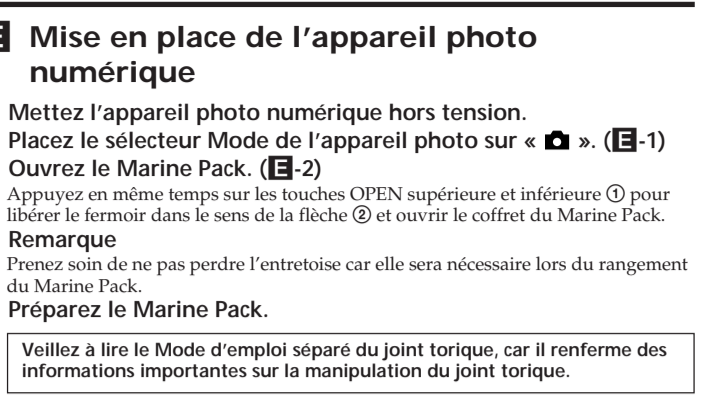 E Mise en place de l’appareil photo
numérique
Mettez l’appareil photo numérique hors tension.
Placez le sélecteur Mode de l’appareil photo sur « 📷 ». (E-1)
Ouvrez le Marine Pack. (E-2)
Appuyez en même temps sur les touches OPEN supérieure et inférieure ① pour
libérer le fermoir dans le sens de la flèche ② et ouvrir le coffret du Marine Pack.
Remarque
Prenez soin de ne pas perdre l’entretoise car elle sera nécessaire lors du rangement
du Marine Pack.
Préparez le Marine Pack.
Veillez à lire le Mode d’emploi séparé du joint torique, car il renferme des
informations importantes sur la manipulation du joint torique.